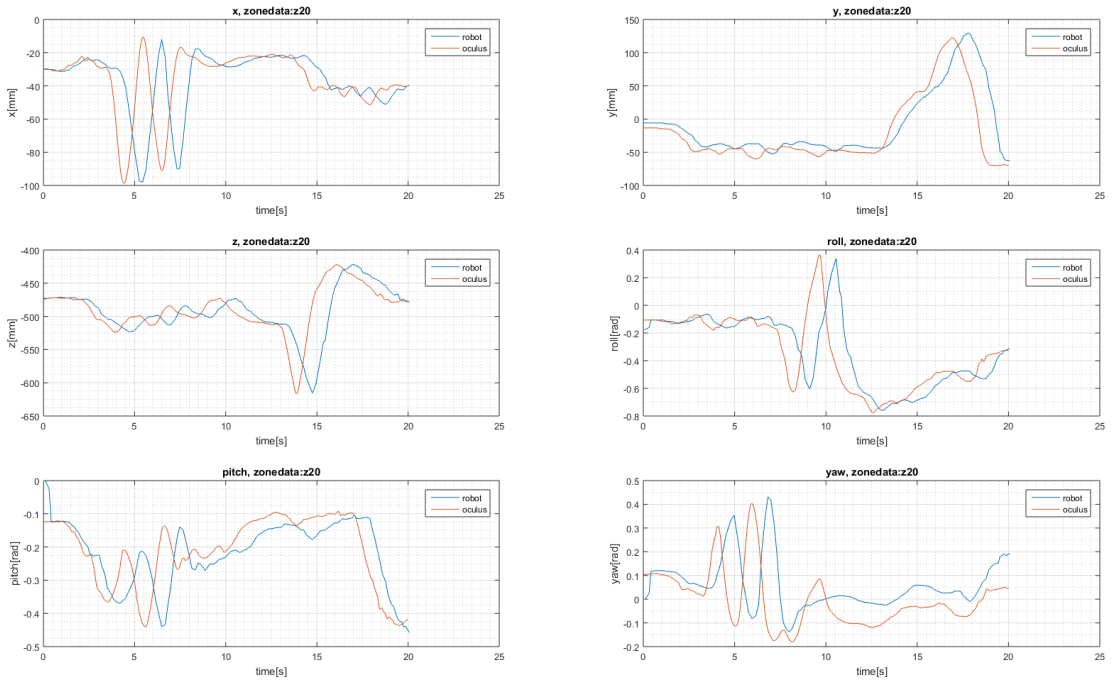 x, zonedata:z20
0
-20
-40
-60
-80
-100
x[mm]
robot
oculus
0 5 10 15 20 25
time[s]
y, zonedata:z20
150
100
50
0
-50
-100
y[mm]
robot
oculus
0 5 10 15 20 25
time[s]
z, zonedata:z20
-400
-450
-500
-550
-600
-650
z[mm]
robot
oculus
0 5 10 15 20 25
time[s]
roll, zonedata:z20
0.4
0.2
0
-0.2
-0.4
-0.6
-0.8
roll[rad]
robot
oculus
0 5 10 15 20 25
time[s]
pitch, zonedata:z20
0
-0.1
-0.2
-0.3
-0.4
-0.5
pitch[rad]
robot
oculus
0 5 10 15 20 25
time[s]
yaw, zonedata:z20
0.5
0.4
0.3
0.2
0.1
0
-0.1
-0.2
yaw[rad]
robot
oculus
0 5 10 15 20 25
time[s]